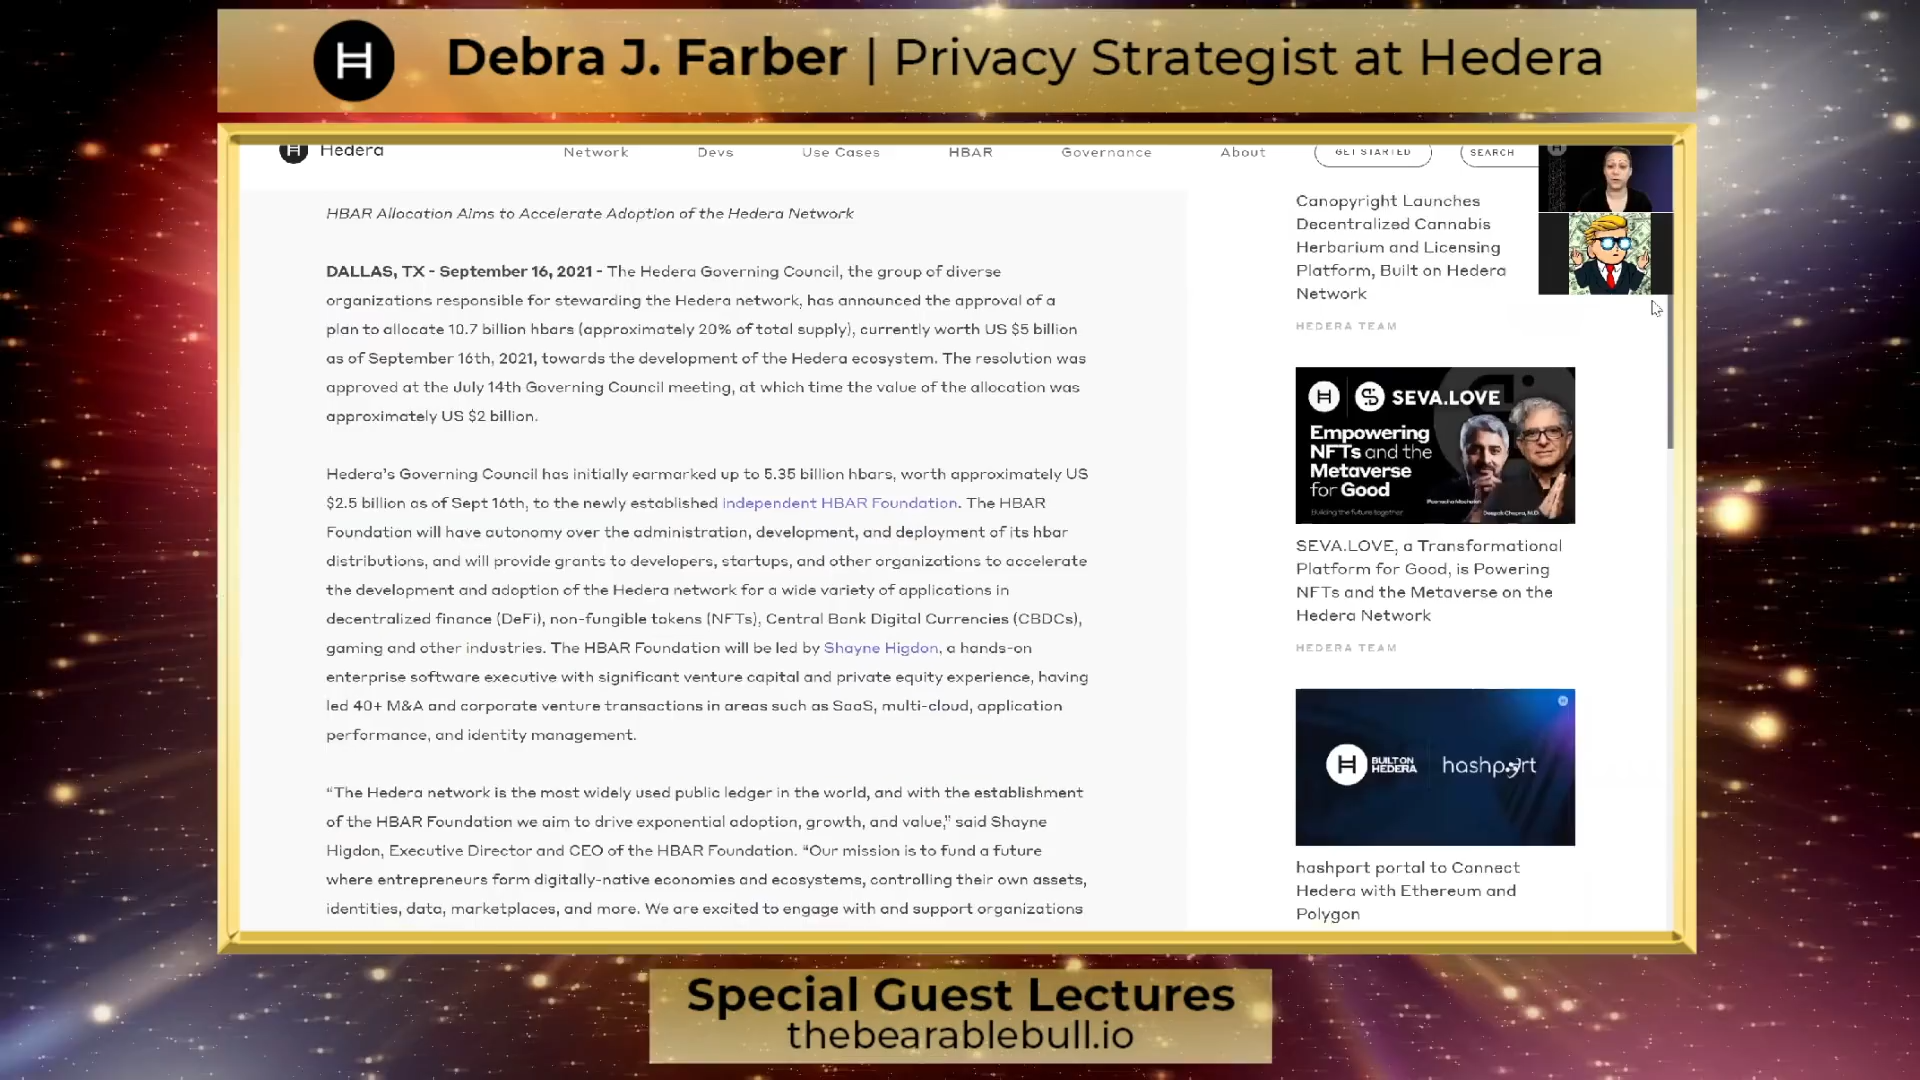 Debra J. Farber | Privacy Strategist at Hedera
Hedera
Network
Devs
Use Cases
HBAR
Governance
About
GET STARTED
SEARCH
HBAR Allocation Aims to Accelerate Adoption of the Hedera Network
DALLAS, TX - September 16, 2021 - The Hedera Governing Council, the group of diverse
organizations responsible for stewarding the Hedera network, has announced the approval of a
plan to allocate 10.7 billion hbars (approximately 20% of total supply), currently worth US $5 billion
as of September 16th, 2021, towards the development of the Hedera ecosystem. The resolution was
approved at the July 14th Governing Council meeting, at which time the value of the allocation was
approximately US $2 billion.
Hedera’s Governing Council has initially earmarked up to 5.35 billion hbars, worth approximately US
$2.5 billion as of Sept 16th, to the newly established independent HBAR Foundation. The HBAR
Foundation will have autonomy over the administration, development, and deployment of its hbar
distributions, and will provide grants to developers, startups, and other organizations to accelerate
the development and adoption of the Hedera network for a wide variety of applications in
decentralized finance (DeFi), non-fungible tokens (NFTs), Central Bank Digital Currencies (CBDCs),
gaming and other industries. The HBAR Foundation will be led by Shayne Higdon, a hands-on
enterprise software executive with significant venture capital and private equity experience, having
led 40+ M&A and corporate venture transactions in areas such as SaaS, multi-cloud, application
performance, and identity management.
“The Hedera network is the most widely used public ledger in the world, and with the establishment
of the HBAR Foundation we aim to drive exponential adoption, growth, and value,” said Shayne
Higdon, Executive Director and CEO of the HBAR Foundation. “Our mission is to fund a future
where entrepreneurs form digitally-native economies and ecosystems, controlling their own assets,
identities, data, marketplaces, and more. We are excited to engage with and support organizations
Canopyright Launches
Decentralized Cannabis
Herbarium and Licensing
Platform, Built on Hedera
Network
HEDERA TEAM
SEVA.LOVE
Empowering
NFTs and the
Metaverse
for Good
Poonacha Machaiah
Deepak Chopra, M.D.
Building the future together
SEVA.LOVE, a Transformational
Platform for Good, is Powering
NFTs and the Metaverse on the
Hedera Network
HEDERA TEAM
BUILT ON
HEDERA
hashport
hashport portal to Connect
Hedera with Ethereum and
Polygon
Special Guest Lectures
thebearablebull.io